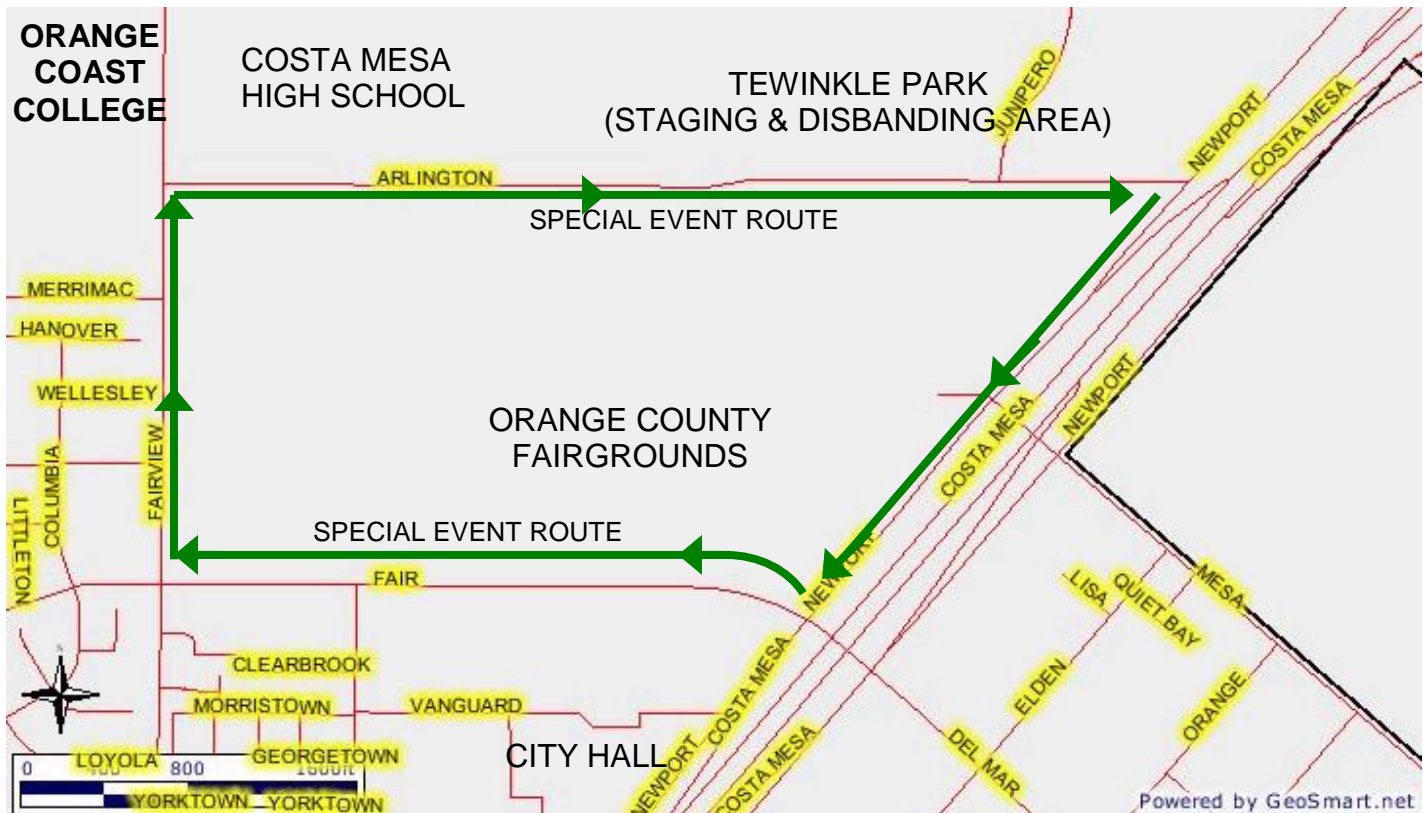 ORANGE
COAST
COLLEGE
COSTA MESA
HIGH SCHOOL
TEWINKLE PARK
(STAGING & DISBANDING AREA)
JUNIPERO
NEWPORT
COSTA MESA
ARLINGTON
SPECIAL EVENT ROUTE
MERRIMAC
HANOVER
WELLESLEY
FAIRVIEW
COLUMBIA
LITTLETON
ORANGE COUNTY
FAIRGROUNDS
COSTA MESA
NEWPORT
SPECIAL EVENT ROUTE
FAIR
NEWPORT
LISA
QUIET BAY
MESA
CLEARBROOK
MORRISTOWN
VANGUARD
COSTA MESA
ELDEN
ORANGE
LOYOLA
GEORGETOWN
CITY HALL
NEWPORT
COSTA MESA
DEL MAR
0 400 800 1600ft
YORKTOWN YORKTOWN
Powered by GeoSmart.net